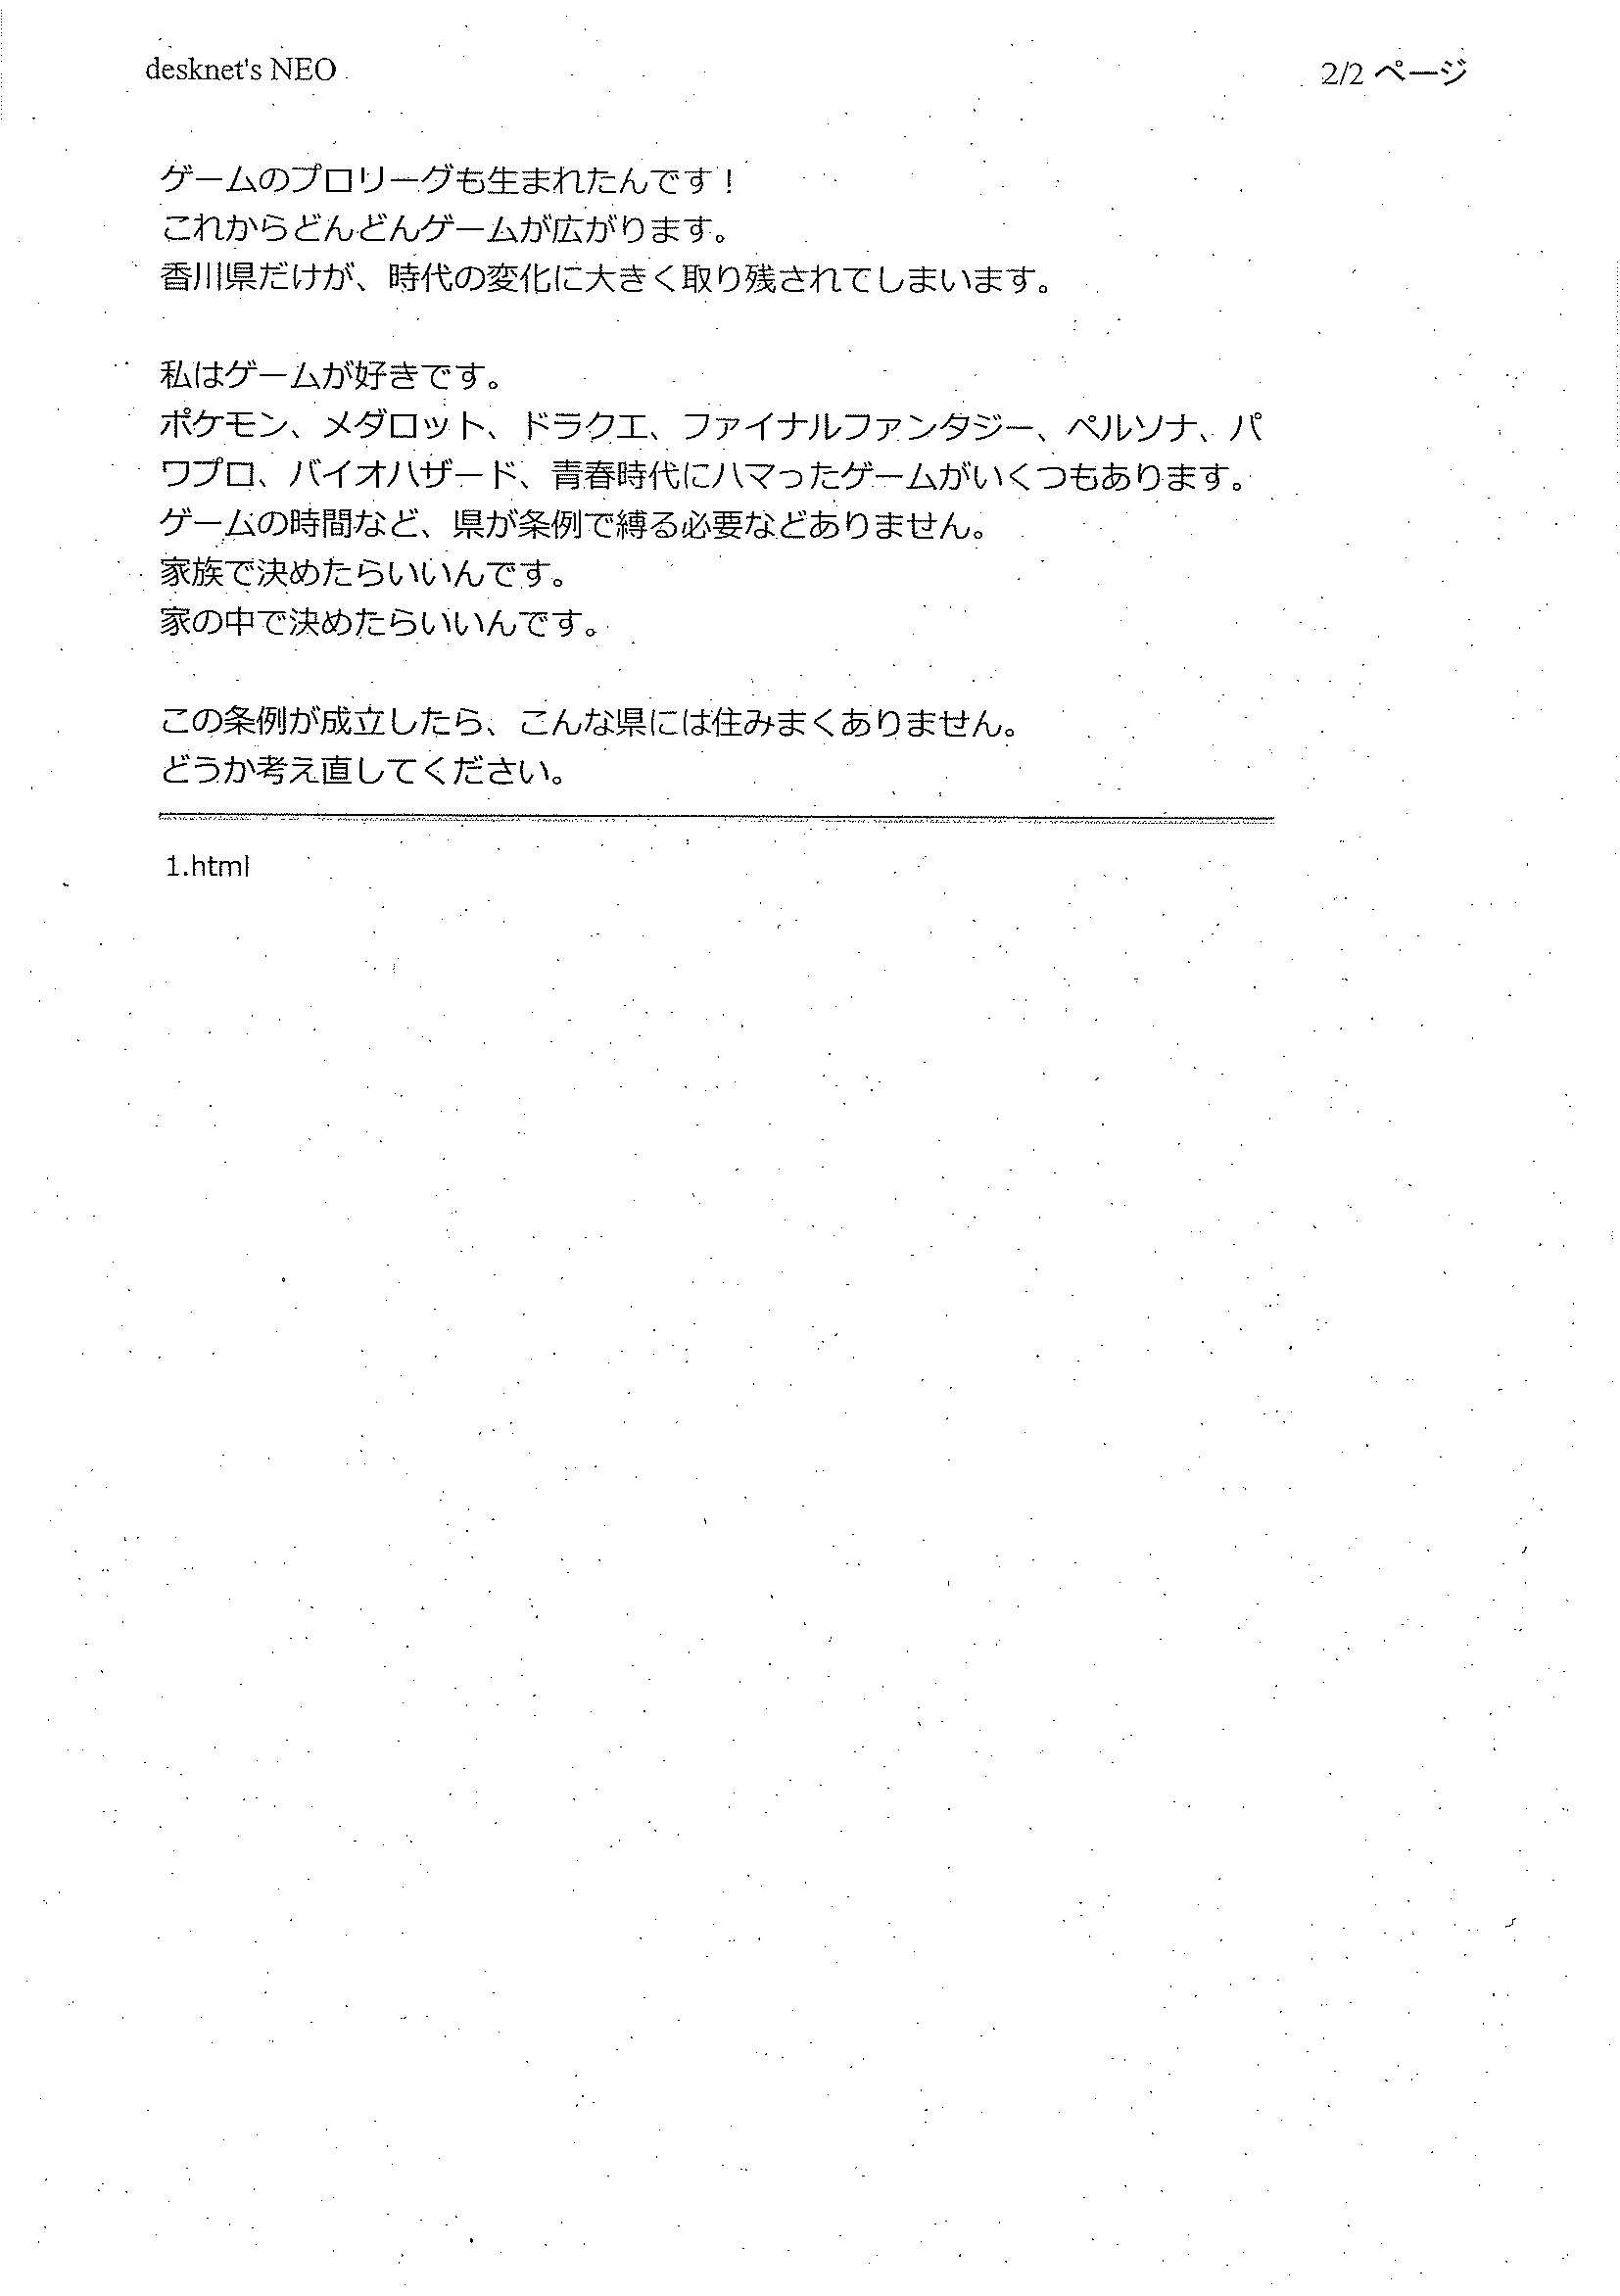 desknet's NEO
2/2 ページ
ゲームのプロリーグも生まれたんです！
これからどんどんゲームが広がります。
香川県だけが、時代の変化に大きく取り残されてしまいます。
私はゲームが好きです。
ポケモン、メダロット、ドラクエ、ファイナルファンタジー、ペルソナ、パ
ワプロ、バイオハザード、青春時代にハマったゲームがいくつもあります。
ゲームの時間など、県が条例で縛る必要などありません。
家族で決めたらいいんです。
家の中で決めたらいいんです。
この条例が成立したら、こんな県には住みまくありません。
どうか考え直してください。
1.html